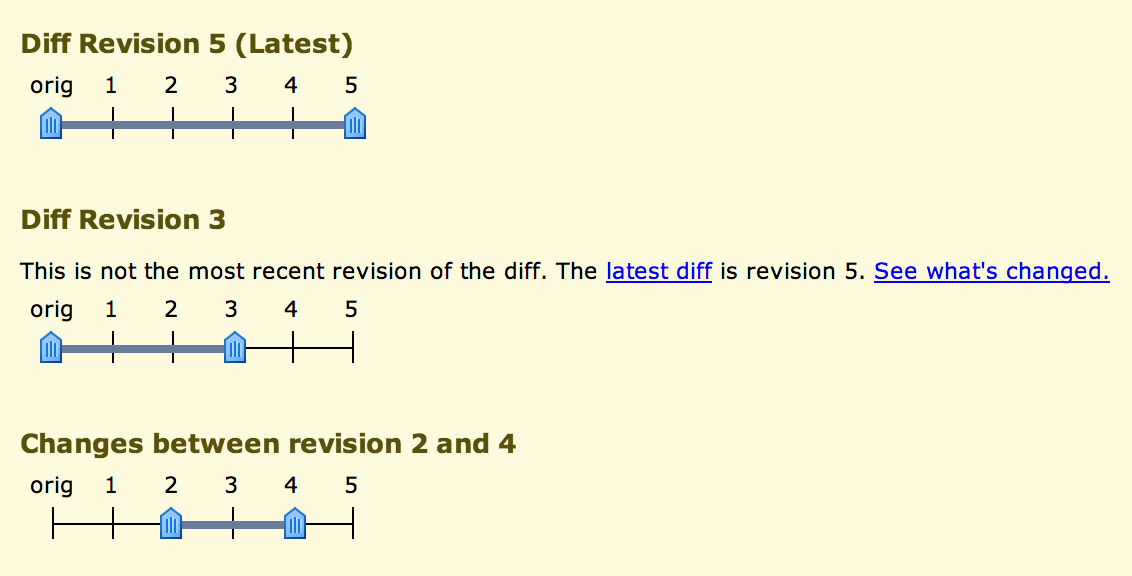 Diff Revision 5 (Latest)
orig 1 2 3 4 5
Diff Revision 3
This is not the most recent revision of the diff. The latest diff is revision 5. See what's changed.
orig 1 2 3 4 5
Changes between revision 2 and 4
orig 1 2 3 4 5